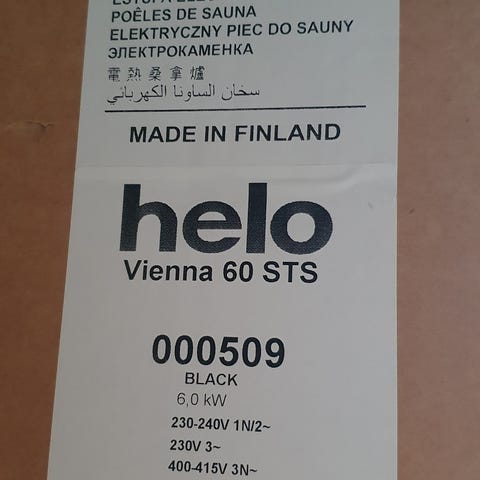 POÊLES DE SAUNA
ELEKTRYCZNY PIEC DO SAUNY
ЭЛЕКТРОКАМЕНКА
電熱桑拿爐
سخان الساونا الكهربائي
MADE IN FINLAND
helo
Vienna 60 STS
000509
BLACK
6,0 kW
230-240V 1N/2~
230V 3~
400-415V 3N~